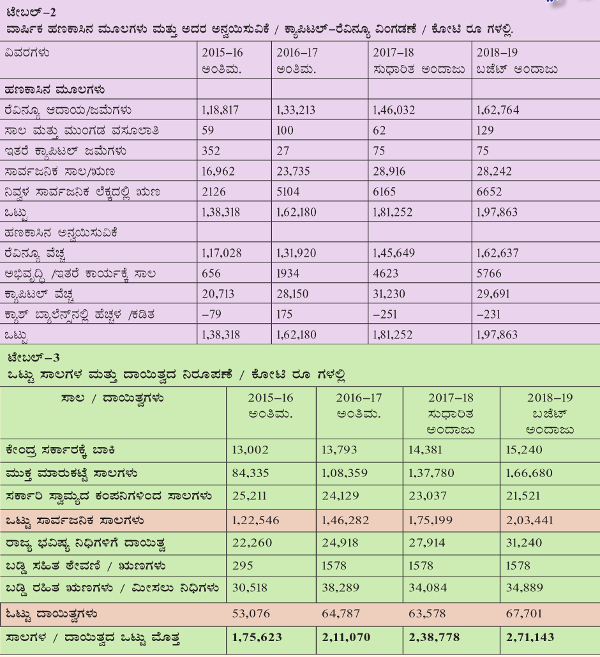 ಟೇಬಲ್–2
ವಾರ್ಷಿಕ ಹಣಕಾಸಿನ ಮೂಲಗಳು ಮತ್ತು ಅದರ ಅನ್ವಯಿಸುವಿಕೆ / ಕ್ಯಾಪಿಟಲ್–ರೆವಿನ್ಯೂ ವಿಂಗಡಣೆ / ಕೋಟಿ ರೂ ಗಳಲ್ಲಿ.
ವಿವರಗಳು 2015–16 2016–17 2017–18 2018–19
ಅಂತಿಮ. ಅಂತಿಮ. ಸುಧಾರಿತ ಅಂದಾಜು ಬಜೆಟ್ ಅಂದಾಜು
ಹಣಕಾಸಿನ ಮೂಲಗಳು
ರೆವಿನ್ಯೂ ಆದಾಯ/ಜಮೆಗಳು 1,18,817 1,33,213 1,46,032 1,62,764
ಸಾಲ ಮತ್ತು ಮುಂಗಡ ವಸೂಲಾತಿ 59 100 62 129
ಇತರೆ ಕ್ಯಾಪಿಟಲ್ ಜಮೆಗಳು 352 27 75 75
ಸಾರ್ವಜನಿಕ ಸಾಲ/ಋಣ 16,962 23,735 28,916 28,242
ನಿವ್ವಳ ಸಾರ್ವಜನಿಕ ಲೆಕ್ಕದಲ್ಲಿ ಋಣ 2126 5104 6165 6652
ಒಟ್ಟು 1,38,318 1,62,180 1,81,252 1,97,863
ಹಣಕಾಸಿನ ಅನ್ವಯಿಸುವಿಕೆ
ರೆವಿನ್ಯೂ ವೆಚ್ಚ 1,17,028 1,31,920 1,45,649 1,62,637
ಅಭಿವೃದ್ಧಿ /ಇತರೆ ಕಾರ್ಯಕ್ಕೆ ಸಾಲ 656 1934 4623 5766
ಕ್ಯಾಪಿಟಲ್ ವೆಚ್ಚ 20,713 28,150 31,230 29,691
ಕ್ಯಾಶ್ ಬ್ಯಾಲೆನ್ಸ್‌ನಲ್ಲಿ ಹೆಚ್ಚಳ /ಕಡಿತ –79 175 –251 –231
ಒಟ್ಟು 1,38,318 1,62,180 1,81,252 1,97,863
ಟೇಬಲ್–3
ಒಟ್ಟು ಸಾಲಗಳ ಮತ್ತು ದಾಯಿತ್ವದ ನಿರೂಪಣೆ / ಕೋಟಿ ರೂ ಗಳಲ್ಲಿ
ಸಾಲ / ದಾಯಿತ್ವಗಳು 2015–16 2016–17 2017–18 2018–19
ಅಂತಿಮ. ಅಂತಿಮ. ಸುಧಾರಿತ ಬಜೆಟ್
ಅಂದಾಜು ಅಂದಾಜು
ಕೇಂದ್ರ ಸರ್ಕಾರಕ್ಕೆ ಬಾಕಿ 13,002 13,793 14,381 15,240
ಮುಕ್ತ ಮಾರುಕಟ್ಟೆ ಸಾಲಗಳು 84,335 1,08,359 1,37,780 1,66,680
ಸರ್ಕಾರಿ ಸ್ವಾಮ್ಯದ ಕಂಪನಿಗಳಿಂದ ಸಾಲಗಳು 25,211 24,129 23,037 21,521
ಒಟ್ಟು ಸಾರ್ವಜನಿಕ ಸಾಲಗಳು 1,22,546 1,46,282 1,75,199 2,03,441
ರಾಜ್ಯ ಭವಿಷ್ಯ ನಿಧಿಗಳಿಗೆ ದಾಯಿತ್ವ 22,260 24,918 27,914 31,240
ಬಡ್ಡಿ ಸಹಿತ ಠೇವಣಿ / ಋಣಗಳು 295 1578 1578 1578
ಬಡ್ಡಿ ರಹಿತ ಋಣಗಳು / ಮೀಸಲು ನಿಧಿಗಳು 30,518 38,289 34,084 34,889
ಓಟ್ಟು ದಾಯಿತ್ವಗಳು 53,076 64,787 63,578 67,701
ಸಾಲಗಳ / ದಾಯಿತ್ವದ ಒಟ್ಟು ಮೊತ್ತ 1,75,623 2,11,070 2,38,778 2,71,143